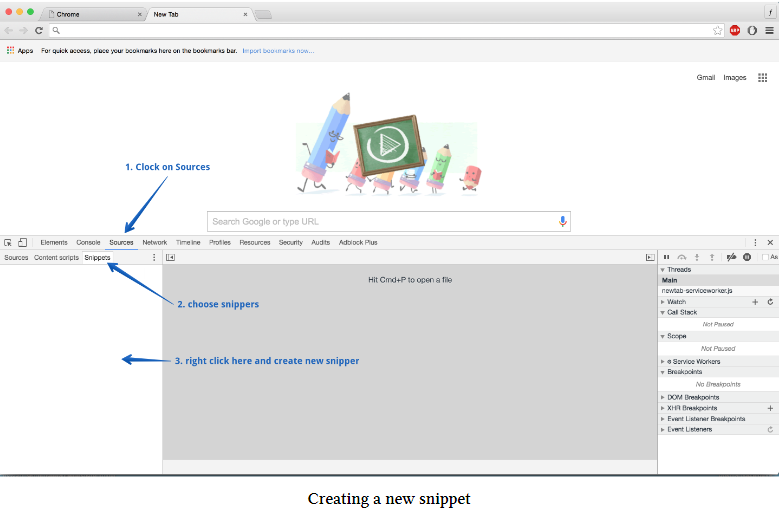 Chrome
New Tab
Apps For quick access, place your bookmarks here on the bookmarks bar. Import bookmarks now...
Gmail Images
1. Clock on Sources
Search Google or type URL
Elements Console Sources Network Timeline Profiles Resources Security Audits Adblock Plus
Sources Content scripts Snippets
As
Hit Cmd+P to open a file
2. choose snippers
3. right click here and create new snipper
Threads
Main
newtab-serviceworker.js
Watch
Call Stack
Not Paused
Scope
Not Paused
Service Workers
Breakpoints
No Breakpoints
DOM Breakpoints
XHR Breakpoints
Event Listener Breakpoints
Event Listeners
Creating a new snippet